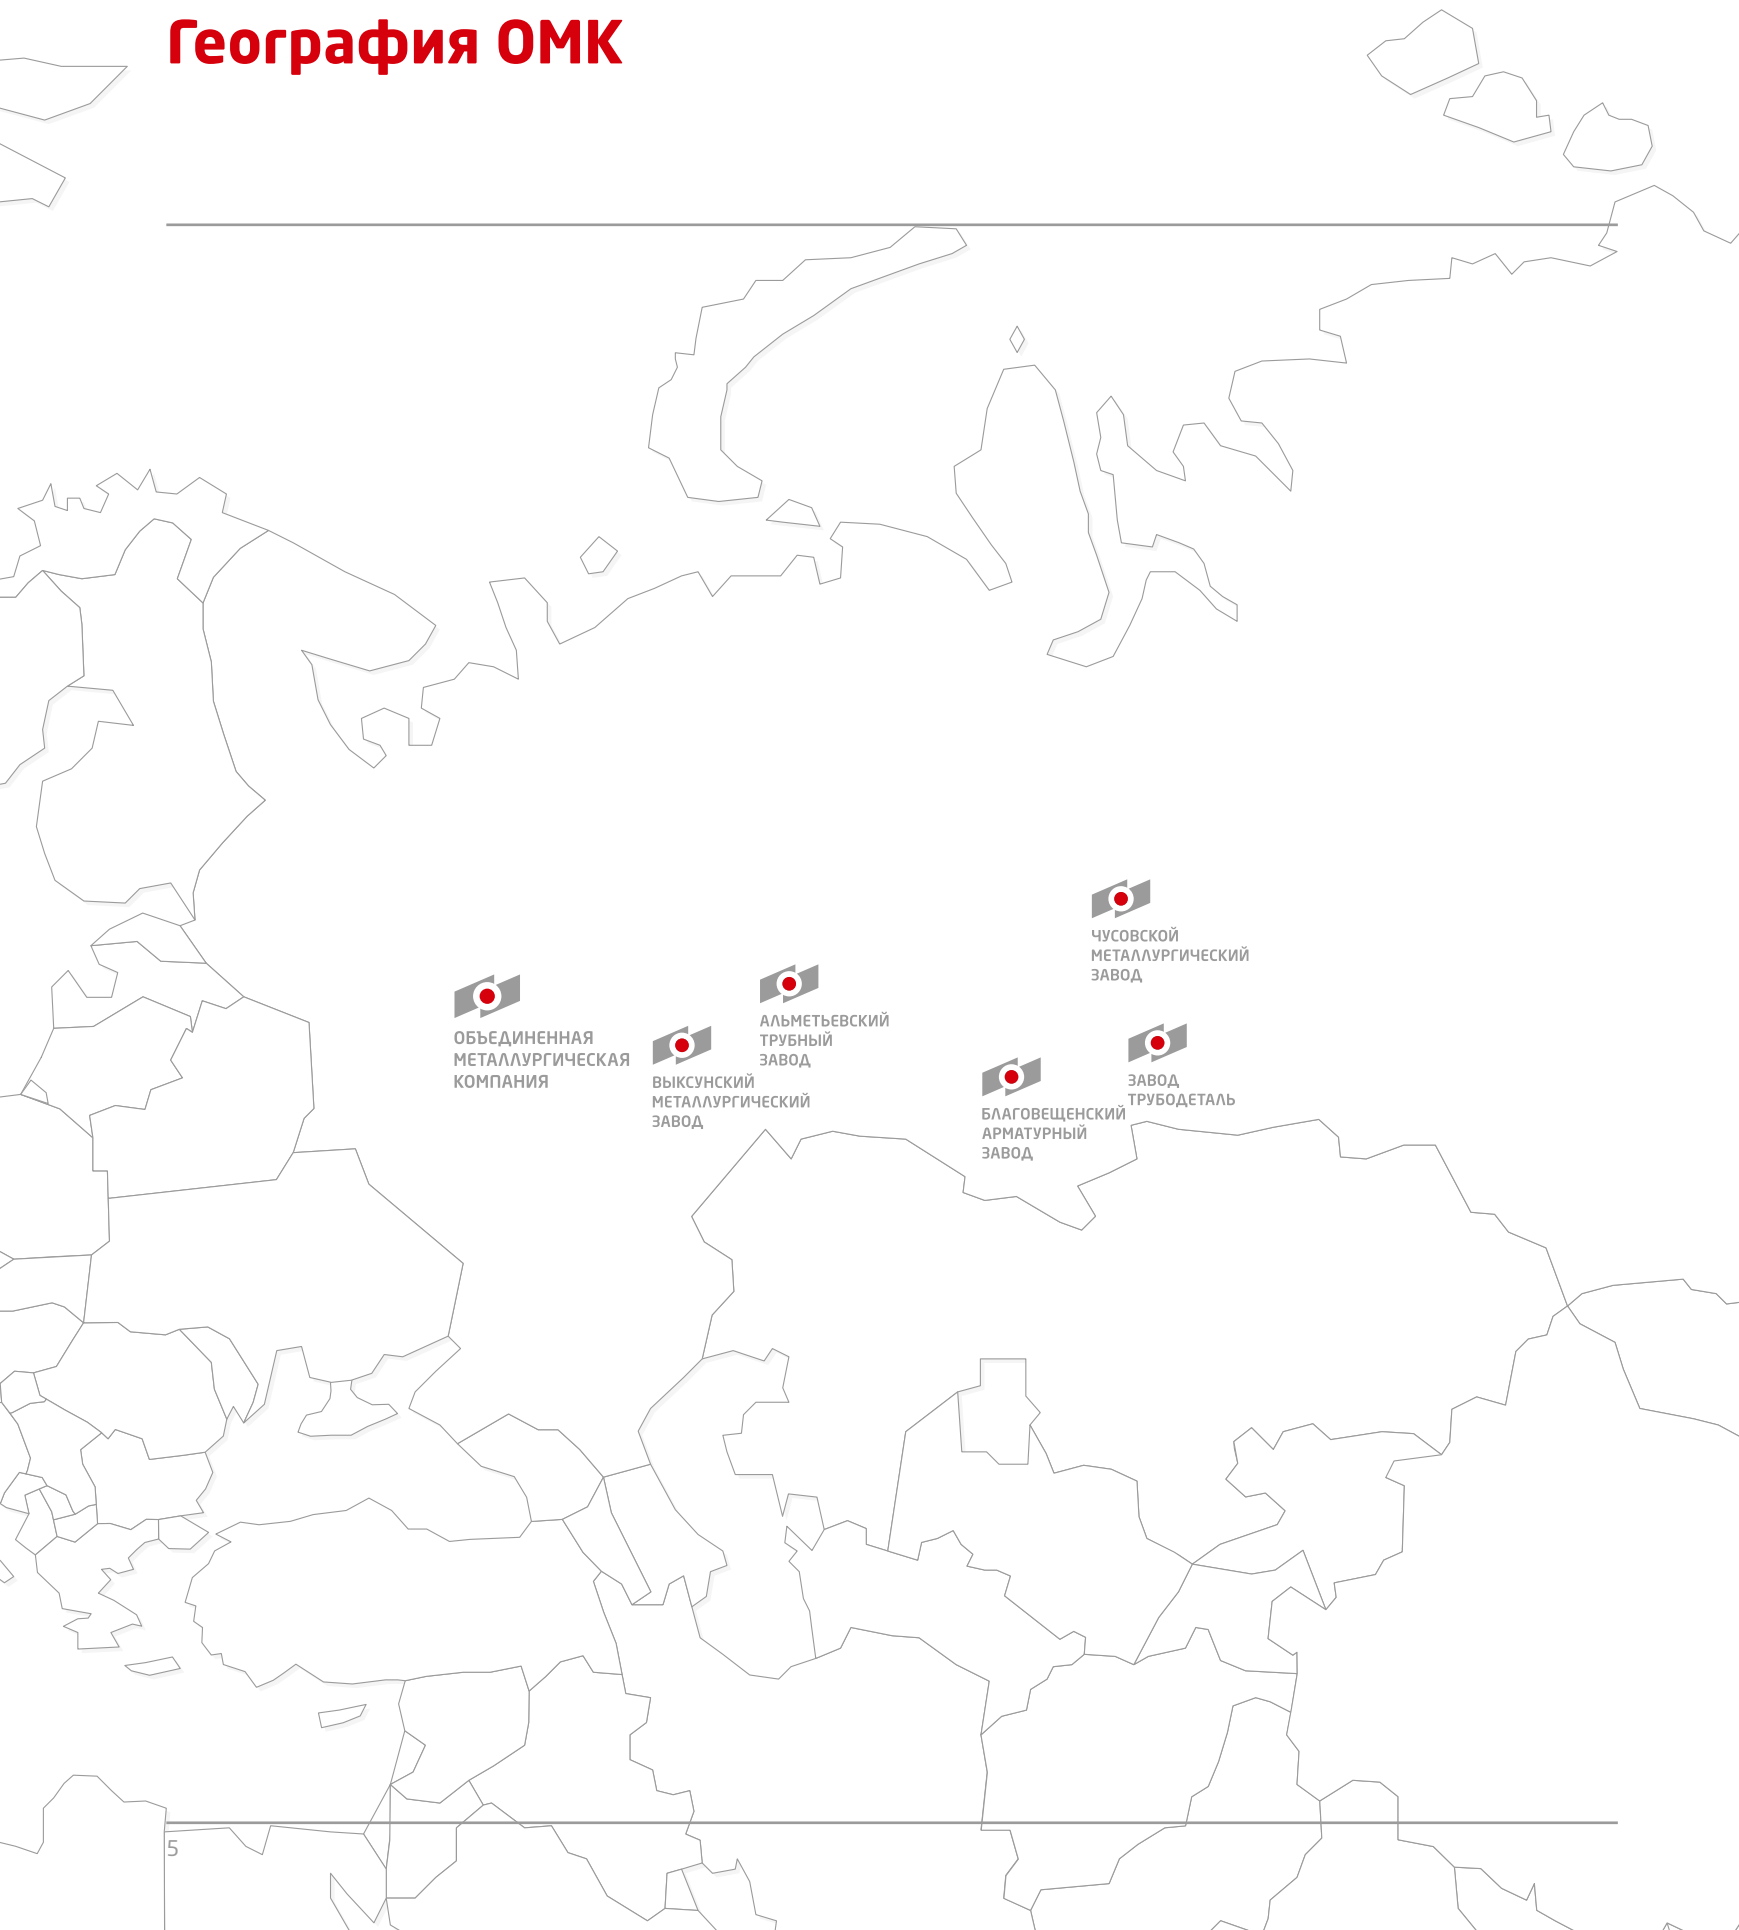 География ОМК
ЧУСОВСКОЙ
МЕТАЛЛУРГИЧЕСКИЙ
ЗАВОД
ОБЪЕДИНЕННАЯ
МЕТАЛЛУРГИЧЕСКАЯ
КОМПАНИЯ
АЛЬМЕТЬЕВСКИЙ
ТРУБНЫЙ
ЗАВОД
ВЫКСУНСКИЙ
МЕТАЛЛУРГИЧЕСКИЙ
ЗАВОД
ЗАВОД
ТРУБОДЕТАЛЬ
БЛАГОВЕЩЕНСКИЙ
АРМАТУРНЫЙ
ЗАВОД
5